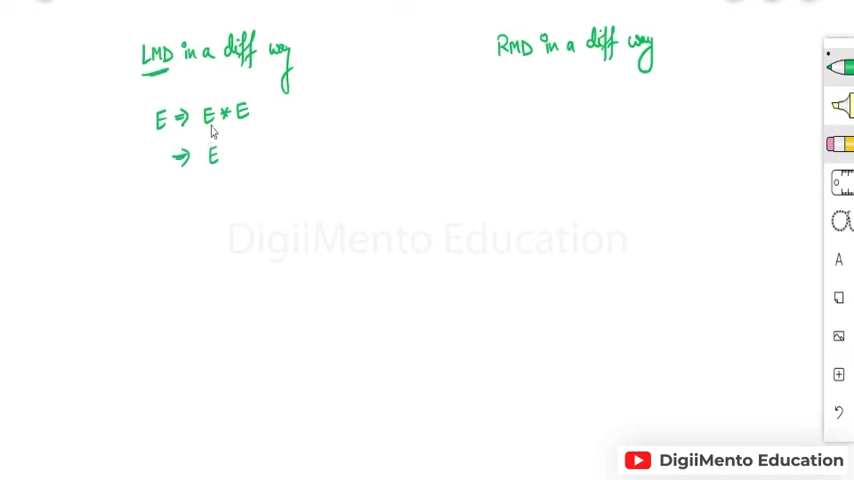 LMD in a diff way
RMD in a diff way
E ⇒ E * E
⇒ E
DigiiMento Education
A
DigiiMento Education